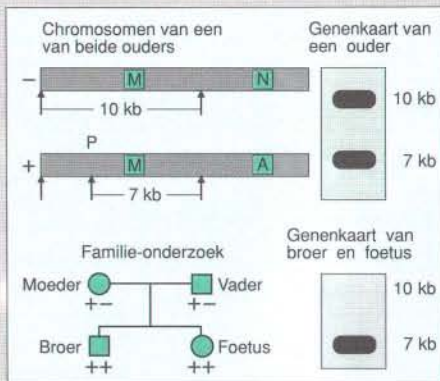 Chromosomen van een
van beide ouders
− M N
10 kb
P
+ M A
7 kb
Genenkaart van
een ouder
10 kb
7 kb
Familie-onderzoek
Moeder Vader
+− +−
Broer Foetus
++ ++
Genenkaart van
broer en foetus
10 kb
7 kb